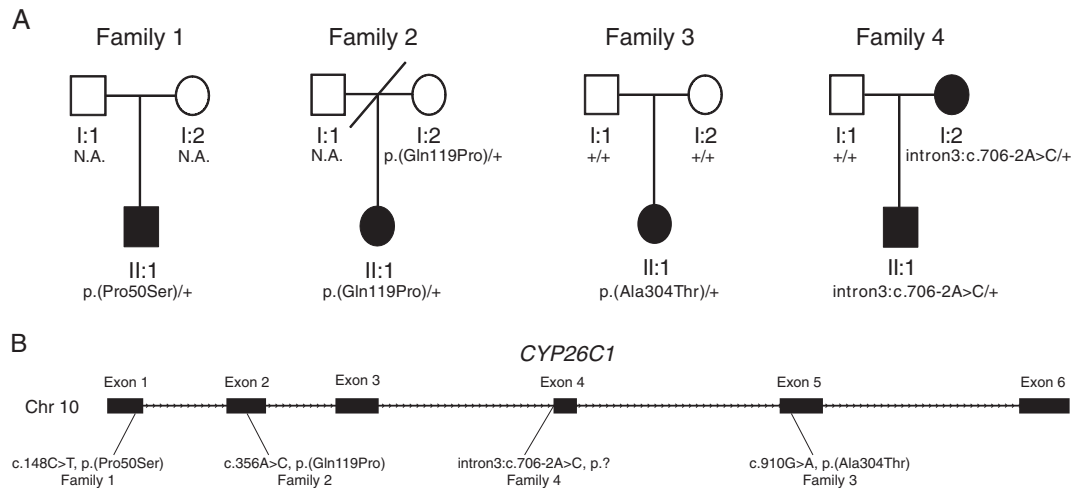 A
Family 1 Family 2 Family 3 Family 4
I:1 I:2 I:1 I:2 I:1 I:2 I:1 I:2
N.A. N.A. N.A. p.(Gln119Pro)/+ +/+ +/+ +/+ intron3:c.706-2A>C/+
II:1 II:1 II:1 II:1
p.(Pro50Ser)/+ p.(Gln119Pro)/+ p.(Ala304Thr)/+ intron3:c.706-2A>C/+
B
CYP26C1
Exon 1 Exon 2 Exon 3 Exon 4 Exon 5 Exon 6
Chr 10
c.148C>T, p.(Pro50Ser) c.356A>C, p.(Gln119Pro) intron3:c.706-2A>C, p.? c.910G>A, p.(Ala304Thr)
Family 1 Family 2 Family 4 Family 3